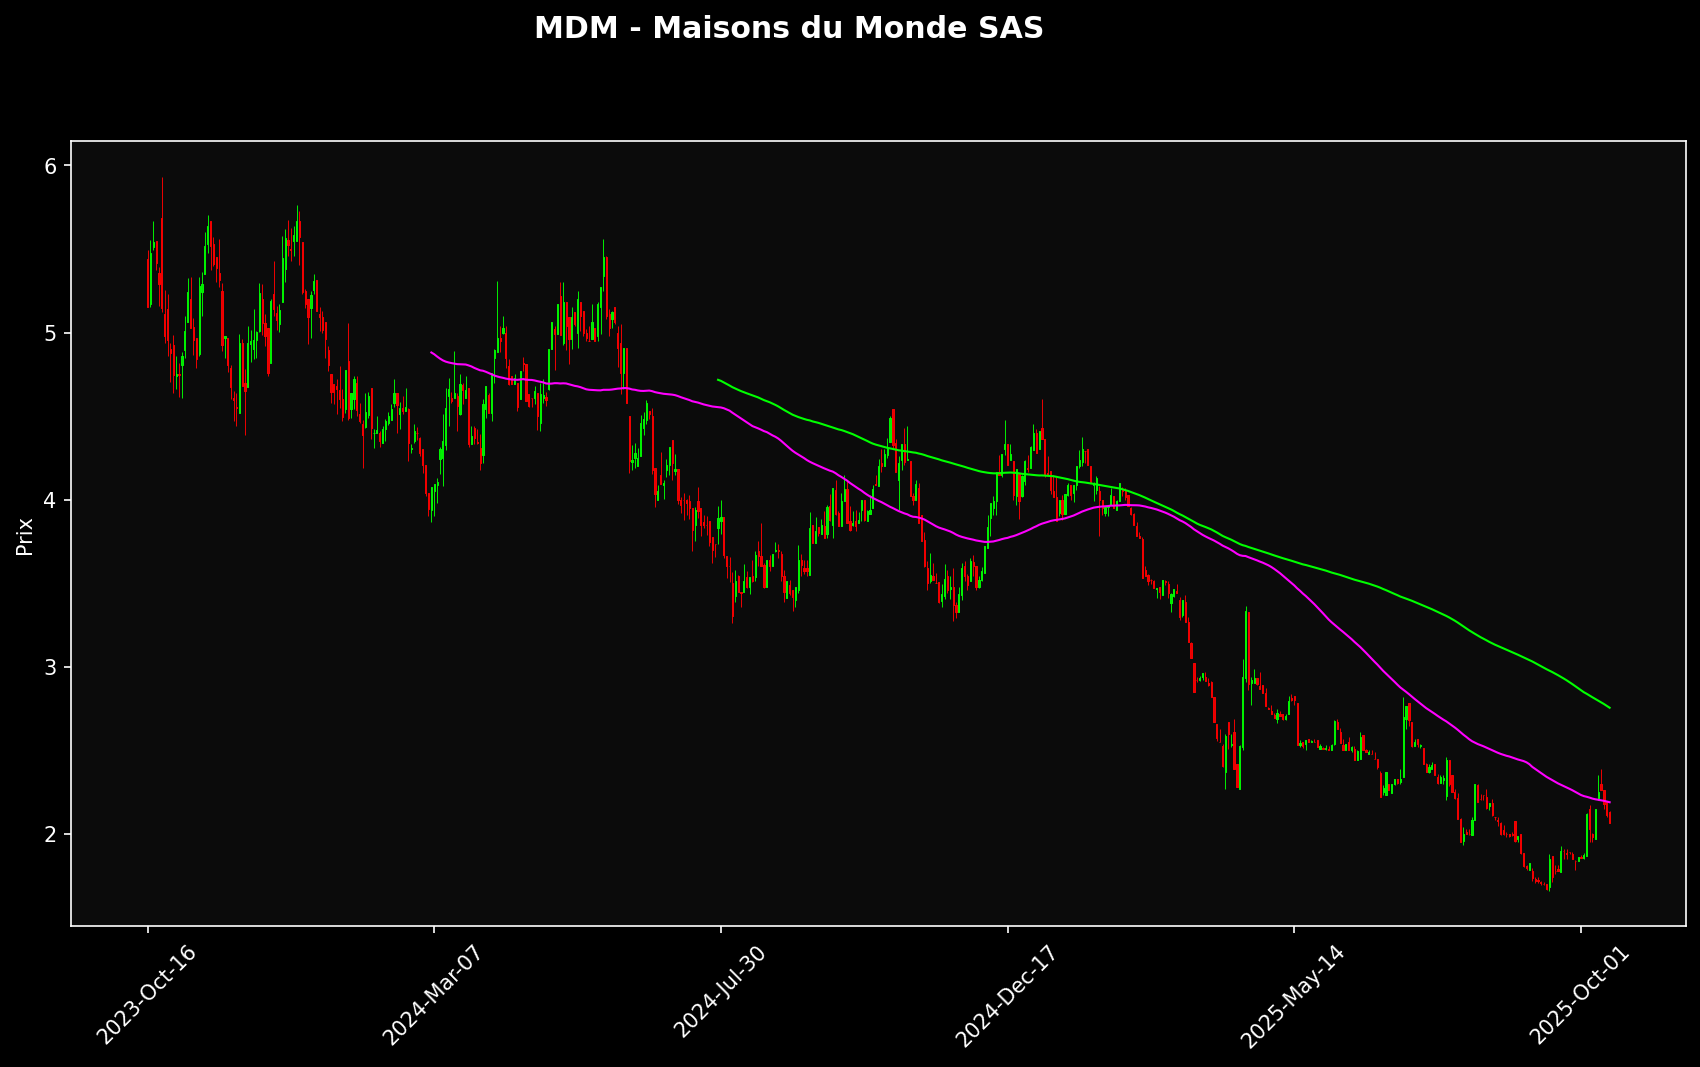 MDM - Maisons du Monde SAS
Prix
6
5
4
3
2
2023-Oct-16
2024-Mar-07
2024-Jul-30
2024-Dec-17
2025-May-14
2025-Oct-01